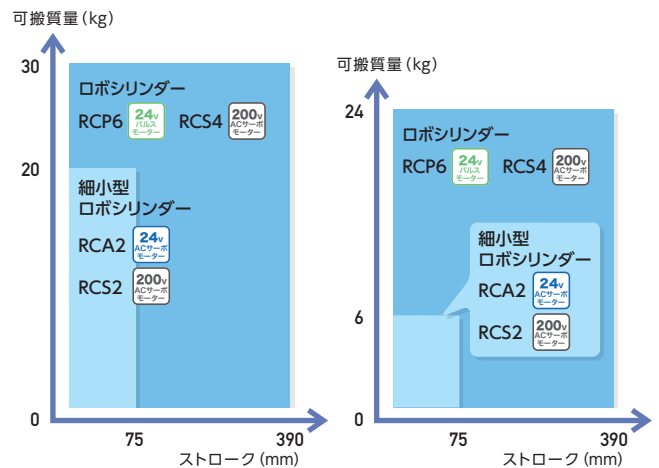 可搬質量(kg)
30
ロボシリンダー
RCP6 24v パルス モーター RCS4 200v ACサーボ モーター
20
細小型
ロボシリンダー
RCA2 24v ACサーボ モーター
RCS2 200v ACサーボ モーター
0
75 390
ストローク(mm)
可搬質量(kg)
24
ロボシリンダー
RCP6 24v パルス モーター RCS4 200v ACサーボ モーター
細小型
ロボシリンダー
RCA2 24v ACサーボ モーター
6
RCS2 200v ACサーボ モーター
0
75 390
ストローク(mm)